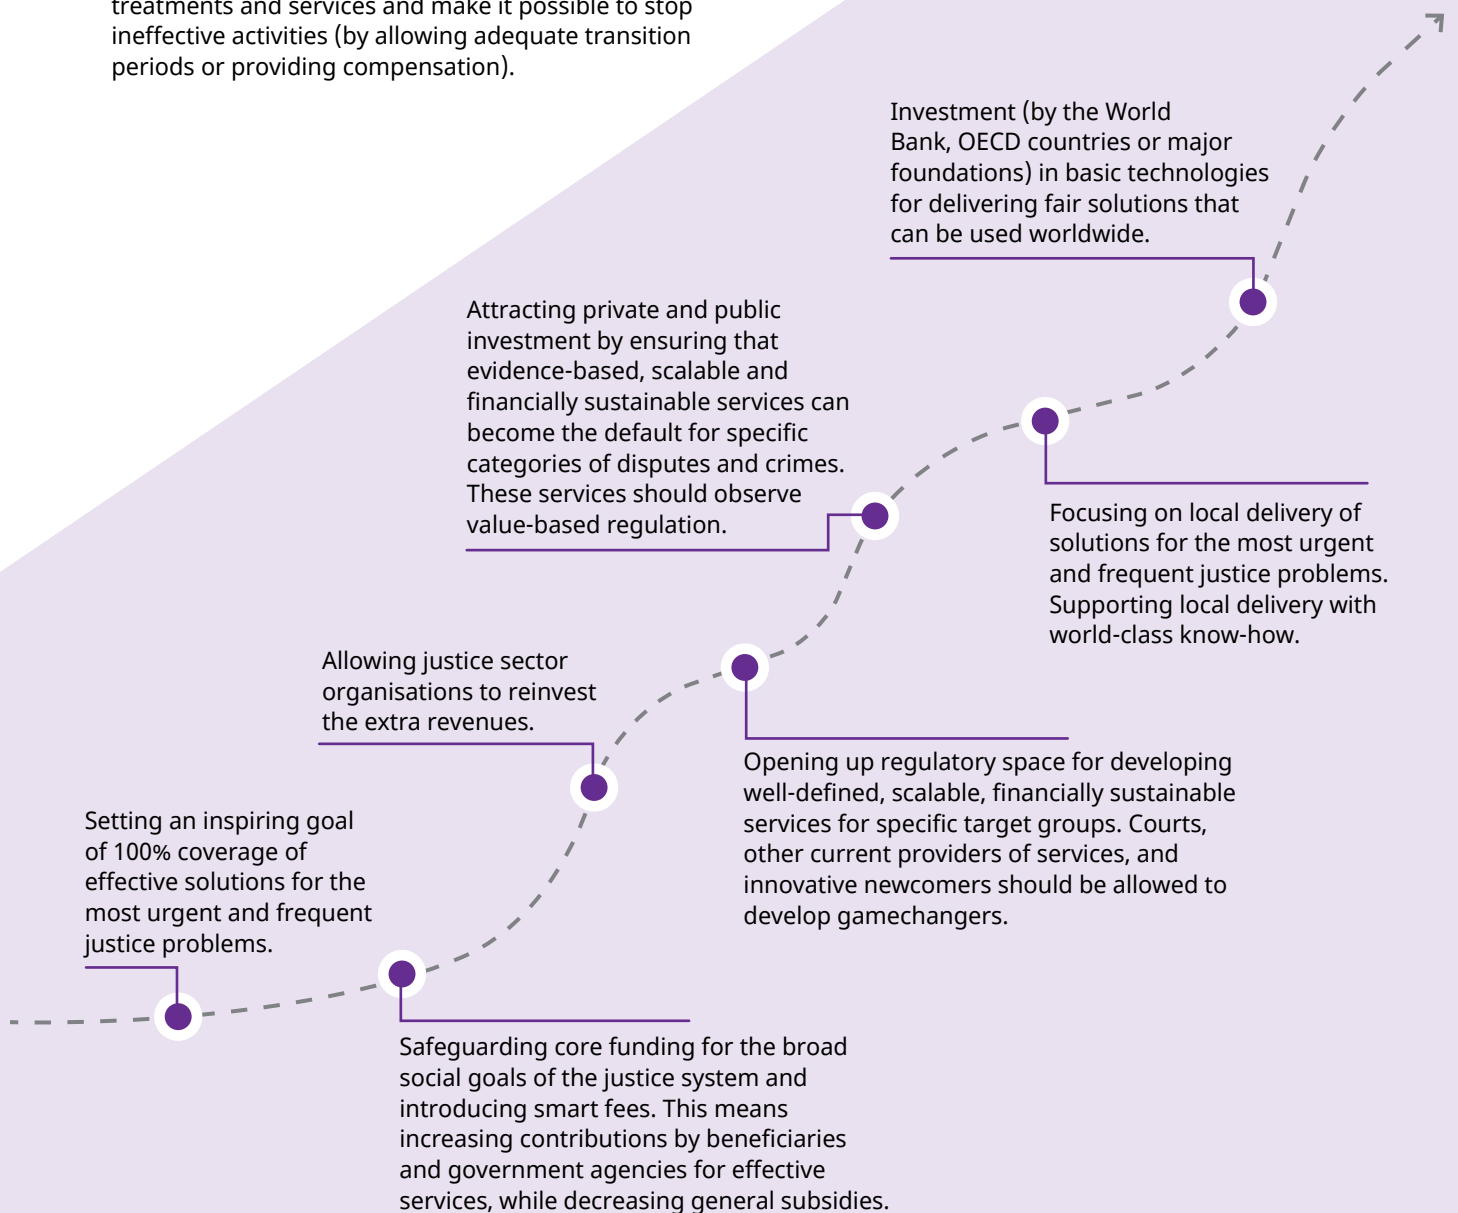 treatments and services and make it possible to stop
ineffective activities (by allowing adequate transition
periods or providing compensation).
Investment (by the World
Bank, OECD countries or major
foundations) in basic technologies
for delivering fair solutions that
can be used worldwide.
Attracting private and public
investment by ensuring that
evidence-based, scalable and
financially sustainable services can
become the default for specific
categories of disputes and crimes.
These services should observe
value-based regulation.
Focusing on local delivery of
solutions for the most urgent
and frequent justice problems.
Supporting local delivery with
world-class know-how.
Allowing justice sector
organisations to reinvest
the extra revenues.
Opening up regulatory space for developing
well-defined, scalable, financially sustainable
services for specific target groups. Courts,
other current providers of services, and
innovative newcomers should be allowed to
develop gamechangers.
Setting an inspiring goal
of 100% coverage of
effective solutions for the
most urgent and frequent
justice problems.
Safeguarding core funding for the broad
social goals of the justice system and
introducing smart fees. This means
increasing contributions by beneficiaries
and government agencies for effective
services, while decreasing general subsidies.